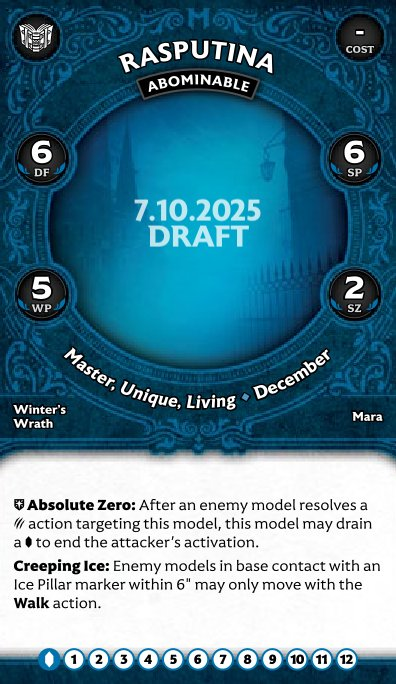 RASPUTINA
-
COST
ABOMINABLE
6
DF
6
SP
7.10.2025
DRAFT
5
WP
2
SZ
Master, Unique, Living ⬥ December
Winter's
Wrath
Mara
Absolute Zero: After an enemy model resolves a
action targeting this model, this model may drain
a to end the attacker's activation.
Creeping Ice: Enemy models in base contact with an
Ice Pillar marker within 6" may only move with the
Walk action.
1 2 3 4 5 6 7 8 9 10 11 12